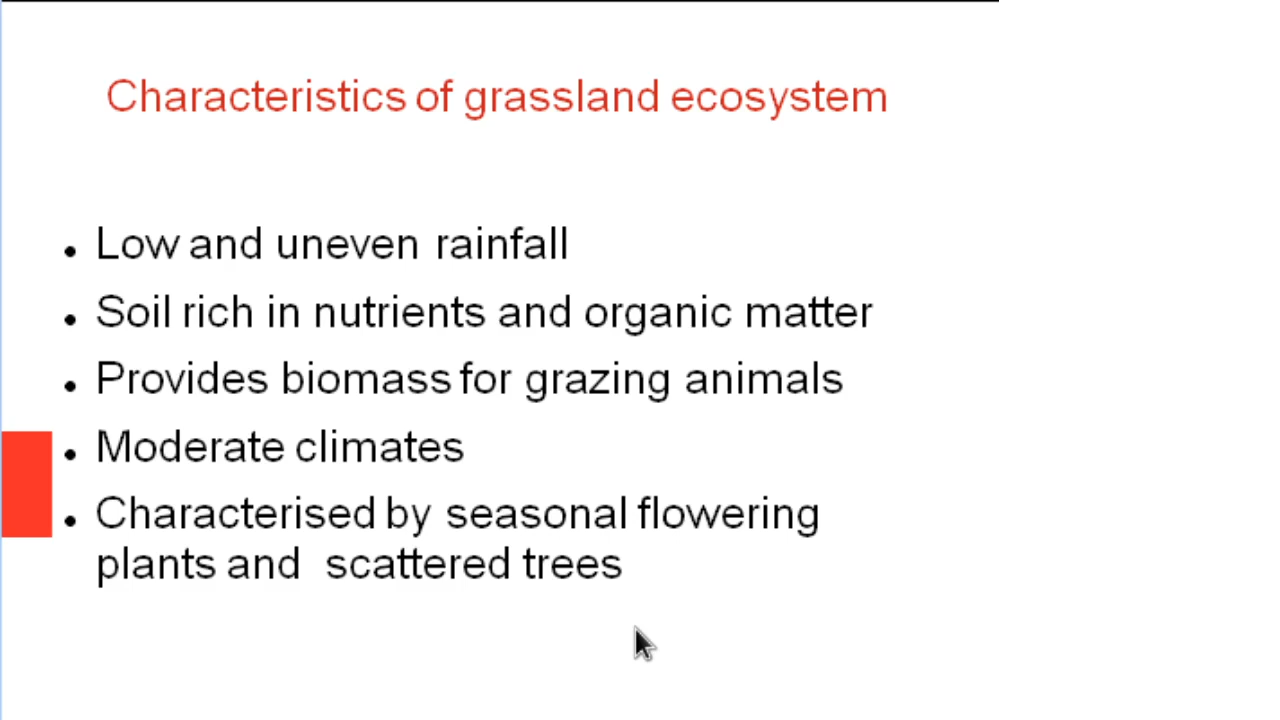 Characteristics of grassland ecosystem
• Low and uneven rainfall
• Soil rich in nutrients and organic matter
• Provides biomass for grazing animals
• Moderate climates
• Characterised by seasonal flowering
plants and scattered trees